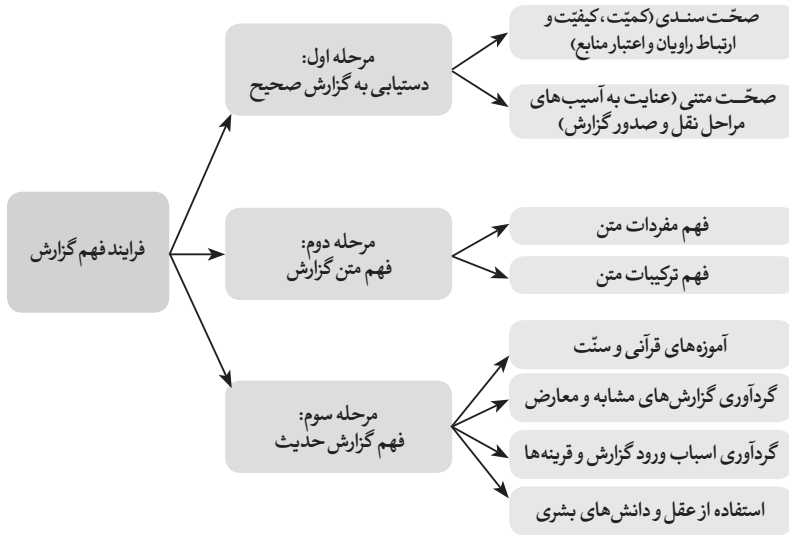 فرایند فهم گزارش
مرحله اول:
دستیابی به گزارش صحیح
صحّت سندی (کمیّت، کیفیّت و
ارتباط راویان و اعتبار منابع)
صحّت متنی (عنایت به آسیب‌های
مراحل نقل و صدور گزارش)
مرحله دوم:
فهم متن گزارش
فهم مفردات متن
فهم ترکیبات متن
مرحله سوم:
فهم گزارش حدیث
آموزه‌های قرآنی و سنّت
گردآوری گزارش‌های مشابه و معارض
گردآوری اسباب ورود گزارش و قرینه‌ها
استفاده از عقل و دانش‌های بشری